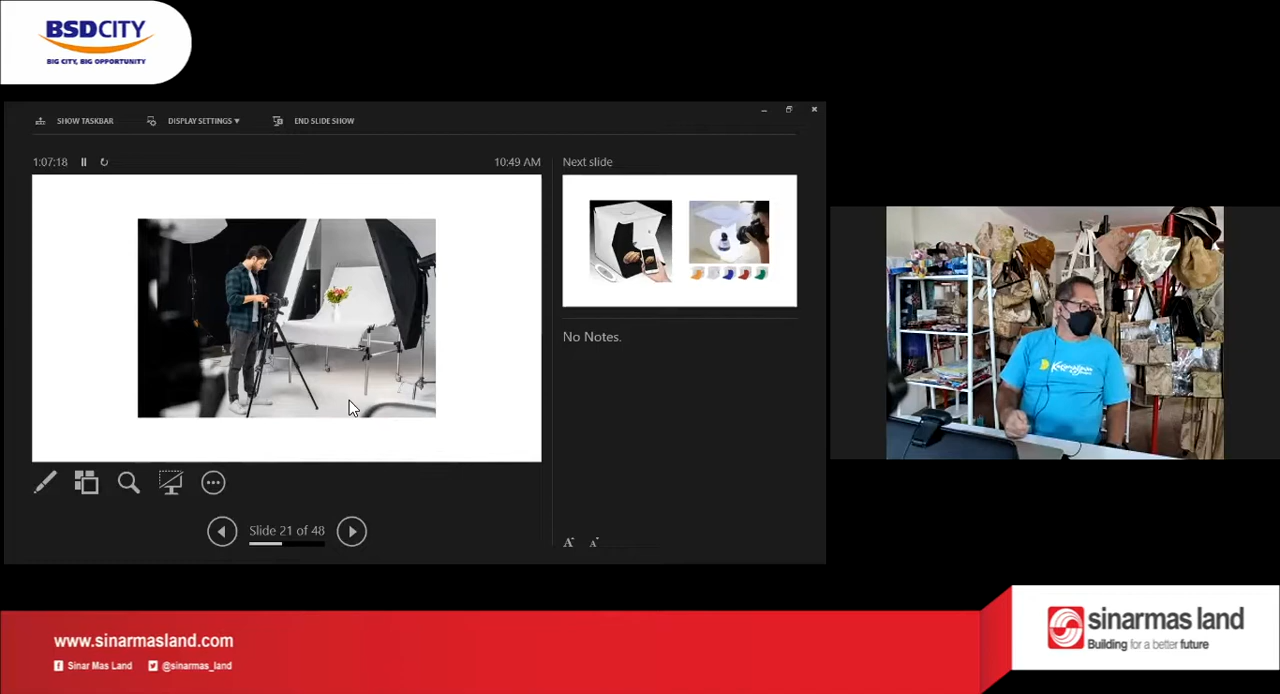 BSDCITY
BIG CITY, BIG OPPORTUNITY
SHOW TASKBAR
DISPLAY SETTINGS ▼
END SLIDE SHOW
1:07:18
10:49 AM
Next slide
No Notes.
Slide 21 of 48
A A
www.sinarmasland.com
Sinar Mas Land
@sinarmas_land
sinarmas land
Building for a better future